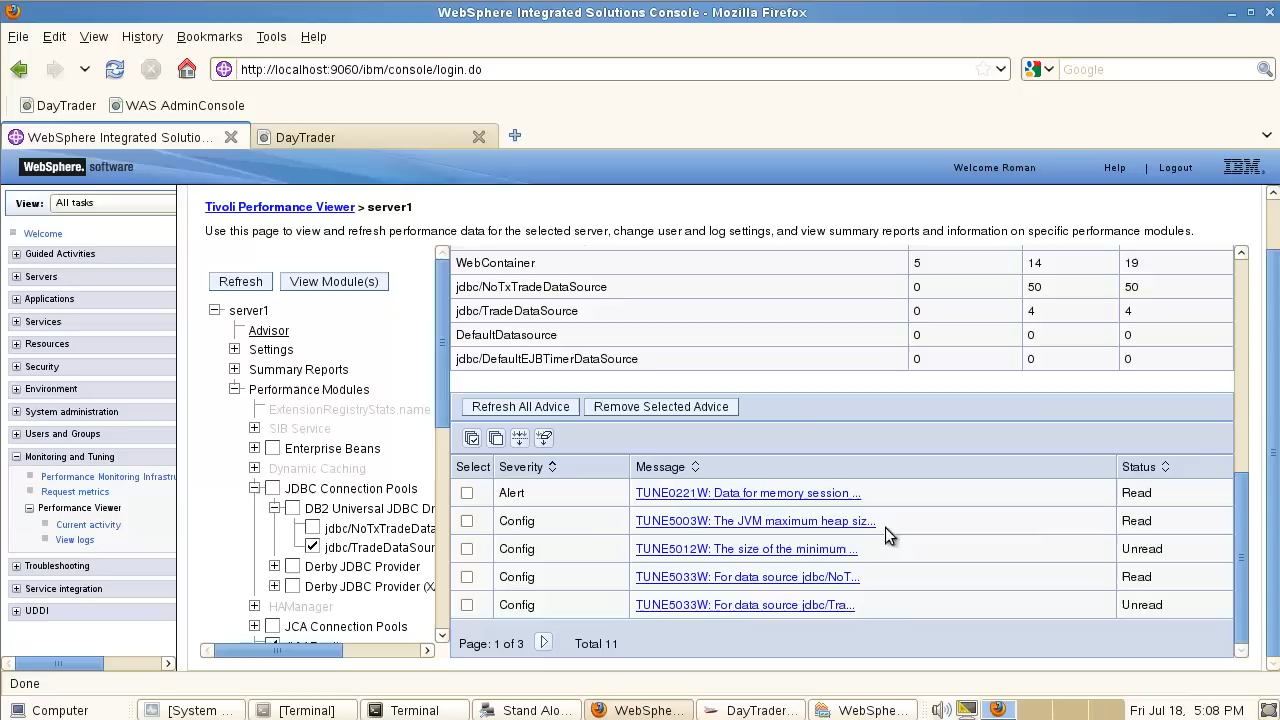 WebSphere Integrated Solutions Console - Mozilla Firefox
File Edit View History Bookmarks Tools Help
http://localhost:9060/ibm/console/login.do
Google
DayTrader WAS AdminConsole
WebSphere Integrated Solutio... DayTrader
WebSphere. software Welcome Roman Help | Logout IBM.
View: All tasks
Welcome
Guided Activities
Servers
Applications
Services
Resources
Security
Environment
System administration
Users and Groups
Monitoring and Tuning
Performance Monitoring Infrastru
Request metrics
Performance Viewer
Current activity
View logs
Troubleshooting
Service integration
UDDI
Tivoli Performance Viewer > server1
Use this page to view and refresh performance data for the selected server, change user and log settings, and view summary reports and information on specific performance modules.
Refresh View Module(s)
server1
Advisor
Settings
Summary Reports
Performance Modules
ExtensionRegistryStats.name
SIB Service
Enterprise Beans
Dynamic Caching
JDBC Connection Pools
DB2 Universal JDBC Dr
jdbc/NoTxTradeData
jdbc/TradeDataSour
Derby JDBC Provider
Derby JDBC Provider (X
HAManager
JCA Connection Pools
WebContainer 5 14 19
jdbc/NoTxTradeDataSource 0 50 50
jdbc/TradeDataSource 0 4 4
DefaultDatasource 0 0 0
jdbc/DefaultEJBTimerDataSource 0 0 0
Refresh All Advice Remove Selected Advice
Select Severity Message Status
Alert TUNE0221W: Data for memory session ... Read
Config TUNE5003W: The JVM maximum heap siz... Read
Config TUNE5012W: The size of the minimum ... Unread
Config TUNE5033W: For data source jdbc/NoT... Read
Config TUNE5033W: For data source jdbc/Tra... Unread
Page: 1 of 3 Total 11
Done
Computer [System ... [Terminal] Terminal Stand Alo... WebSphe... DayTrader... WebSphe... Fri Jul 18, 5:08 PM